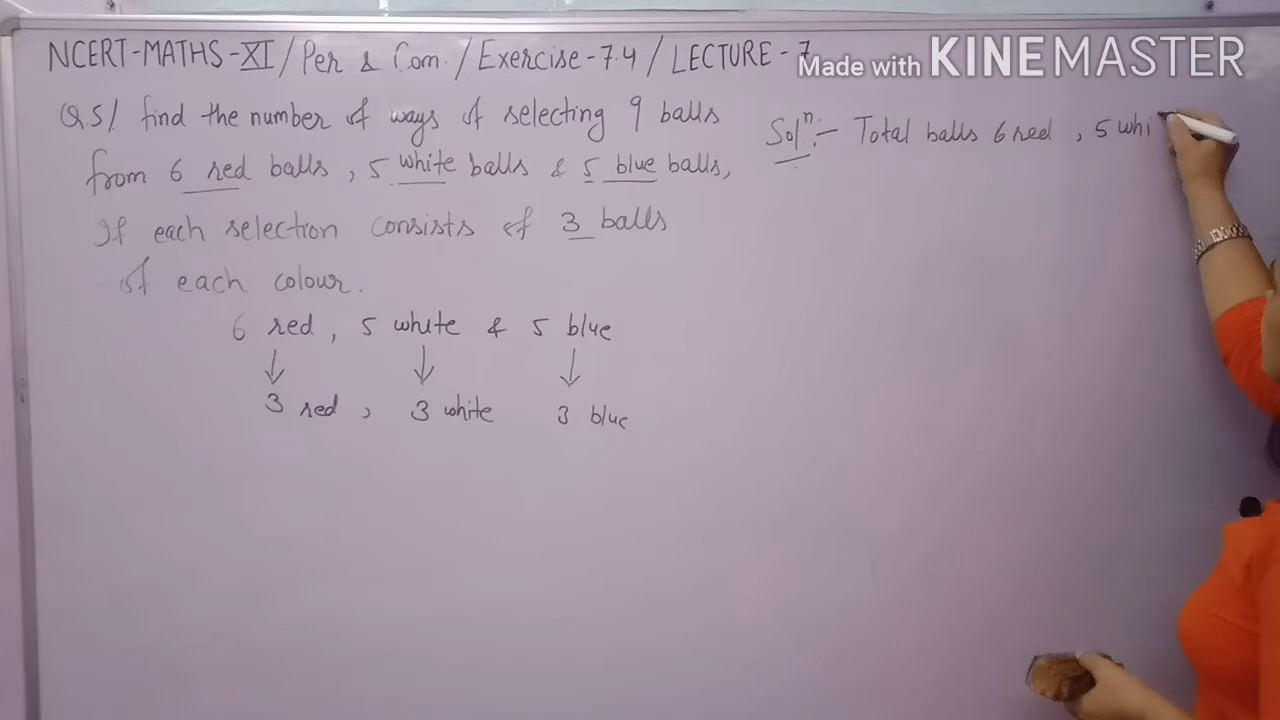 NCERT-MATHS-XI / Per & Com. / Exercise-7.4 / LECTURE-7
Made with KINEMASTER
Q.5/. find the number of ways of selecting 9 balls
from 6 red balls, 5 white balls & 5 blue balls,
If each selection consists of 3 balls
of each colour.
6 red, 5 white & 5 blue
↓ ↓ ↓
3 red, 3 white 3 blue
Solⁿ:- Total balls 6 red, 5 whi